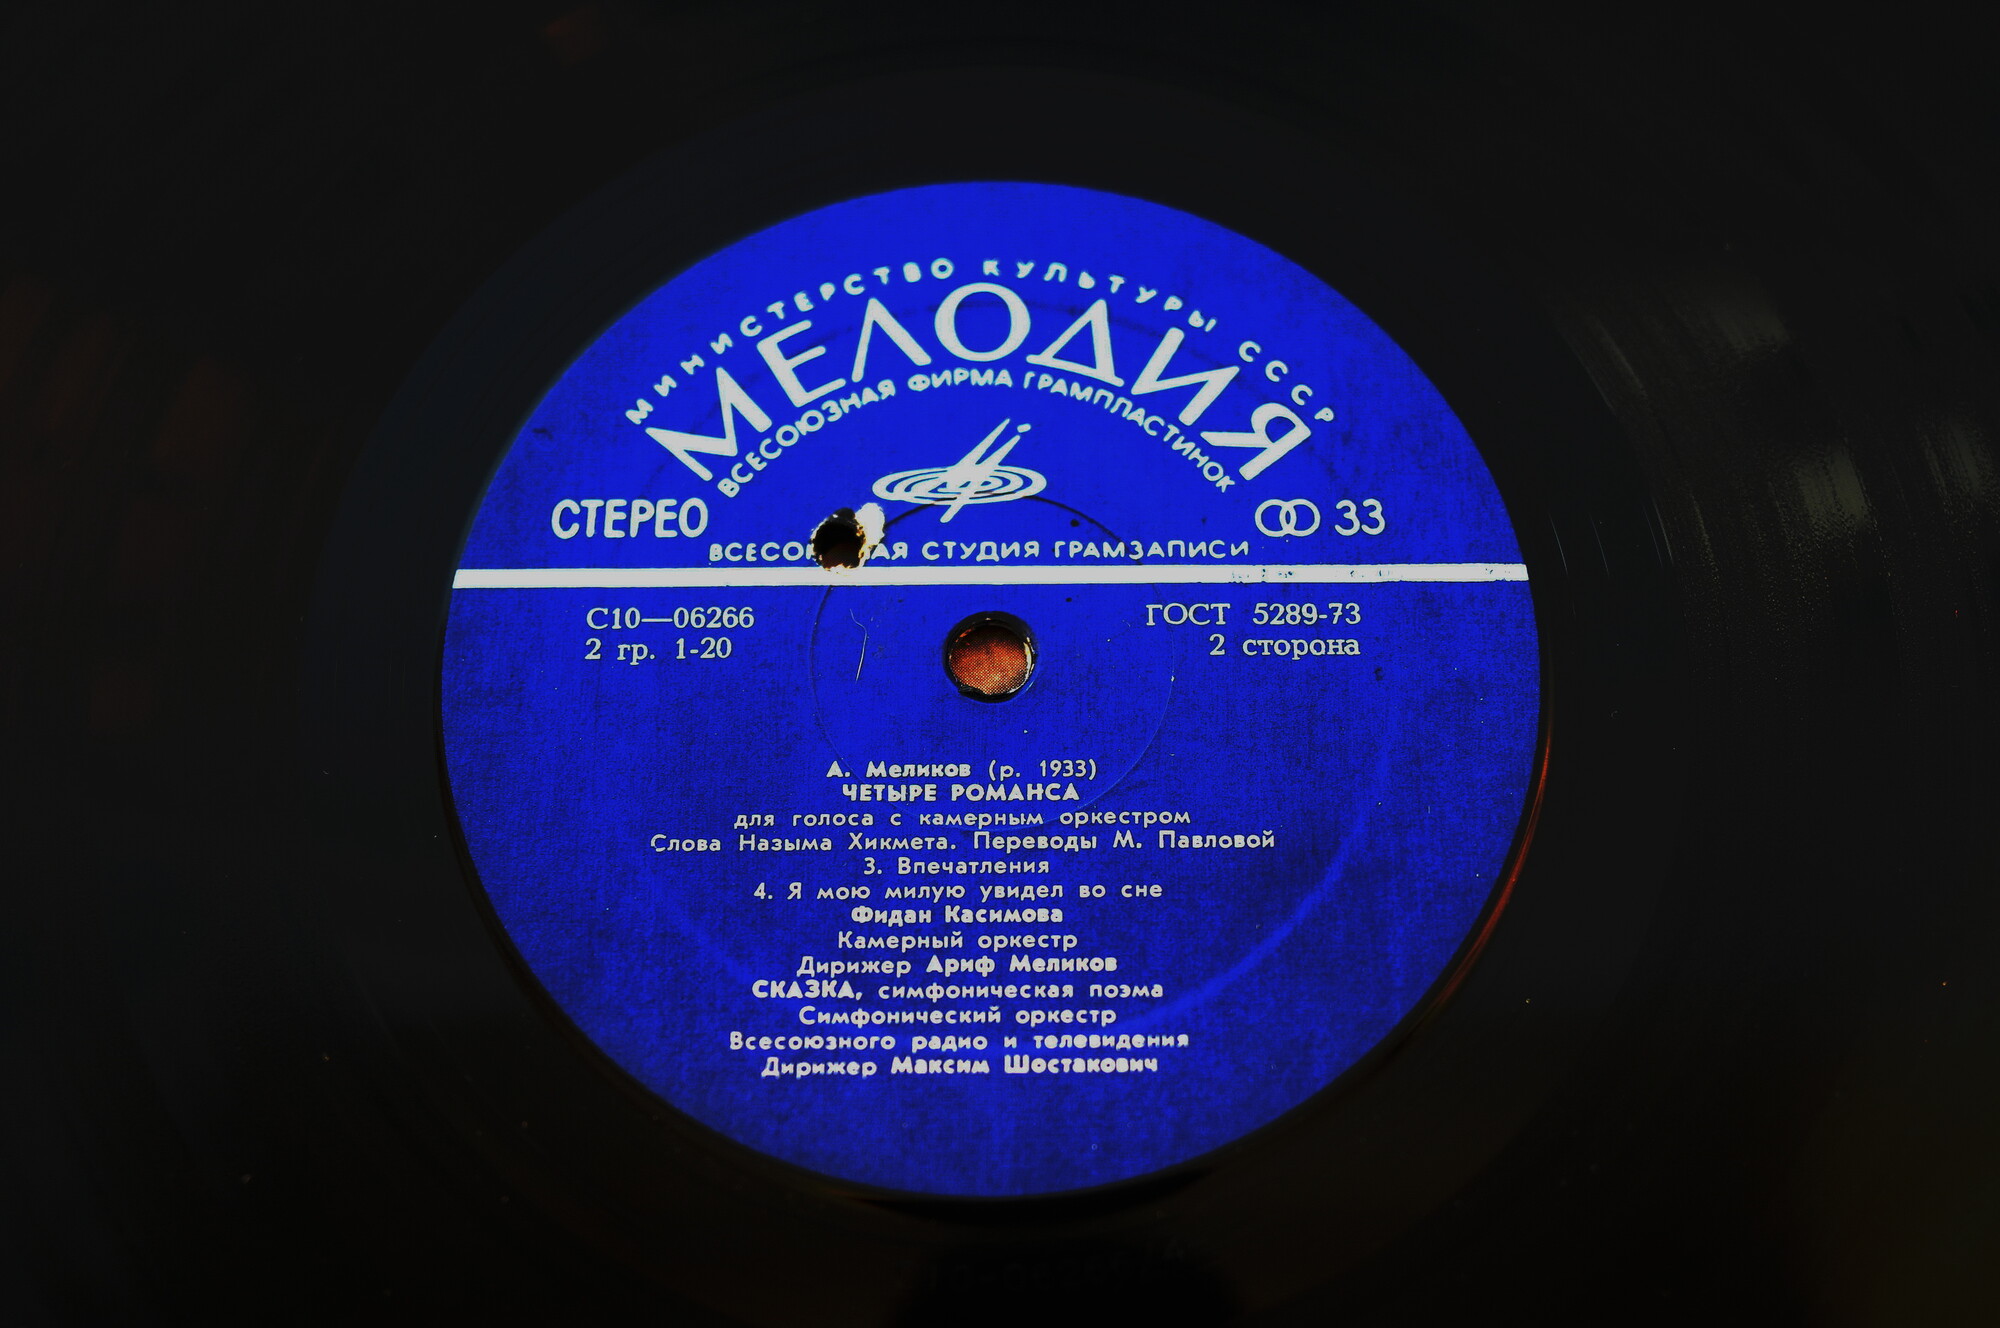 МИНИСТЕРСТВО КУЛЬТУРЫ СССР
МЕЛОДИЯ
ВСЕСОЮЗНАЯ ФИРМА ГРАМПЛАСТИНОК
СТЕРЕО
33
СТУДИЯ ГРАМЗАПИСИ
С10—06266
2 гр. 1-20
ГОСТ 5289-73
2 сторона
А. Меликов (р. 1933)
ЧЕТЫРЕ РОМАНСА
для голоса с камерным оркестром
Слова Назыма Хикмета. Переводы М. Павловой
3. Впечатления
4. Я мою милую увидел во сне
Фидан Касимова
Камерный оркестр
Дирижер Ариф Меликов
СКАЗКА, симфоническая поэма
Симфонический оркестр
Всесоюзного радио и телевидения
Дирижер Максим Шостакович